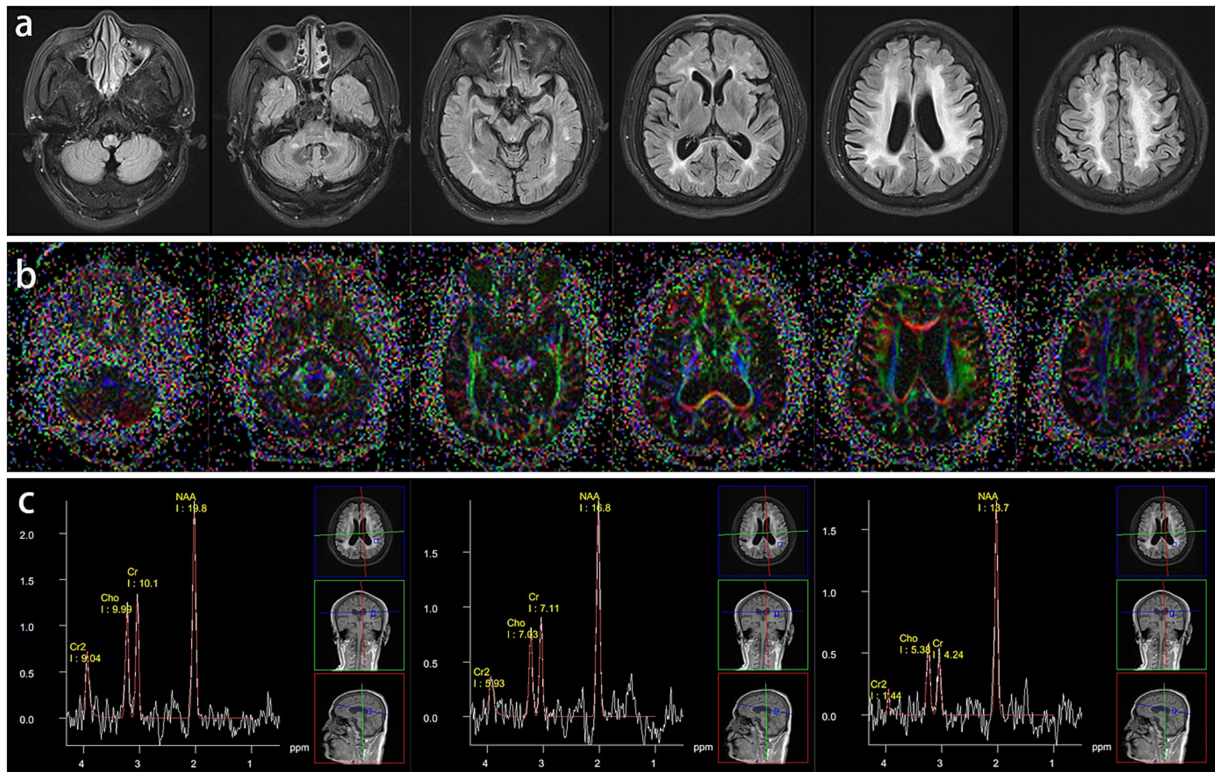 a
b
c
NAA
I : 19.8
Cr
I : 10.1
Cho
I : 9.99
Cr2
I : 9.04
2.0
1.5
1.0
0.5
0.0
4 3 2 1 ppm
NAA
I : 16.8
Cr
I : 7.11
Cho
I : 7.03
Cr2
I : 5.93
1.5
1.0
0.5
0.0
4 3 2 1 ppm
NAA
I : 13.7
Cho
I : 5.38
Cr
I : 4.24
Cr2
I : 1.44
1.5
1.0
0.5
0.0
4 3 2 1 ppm